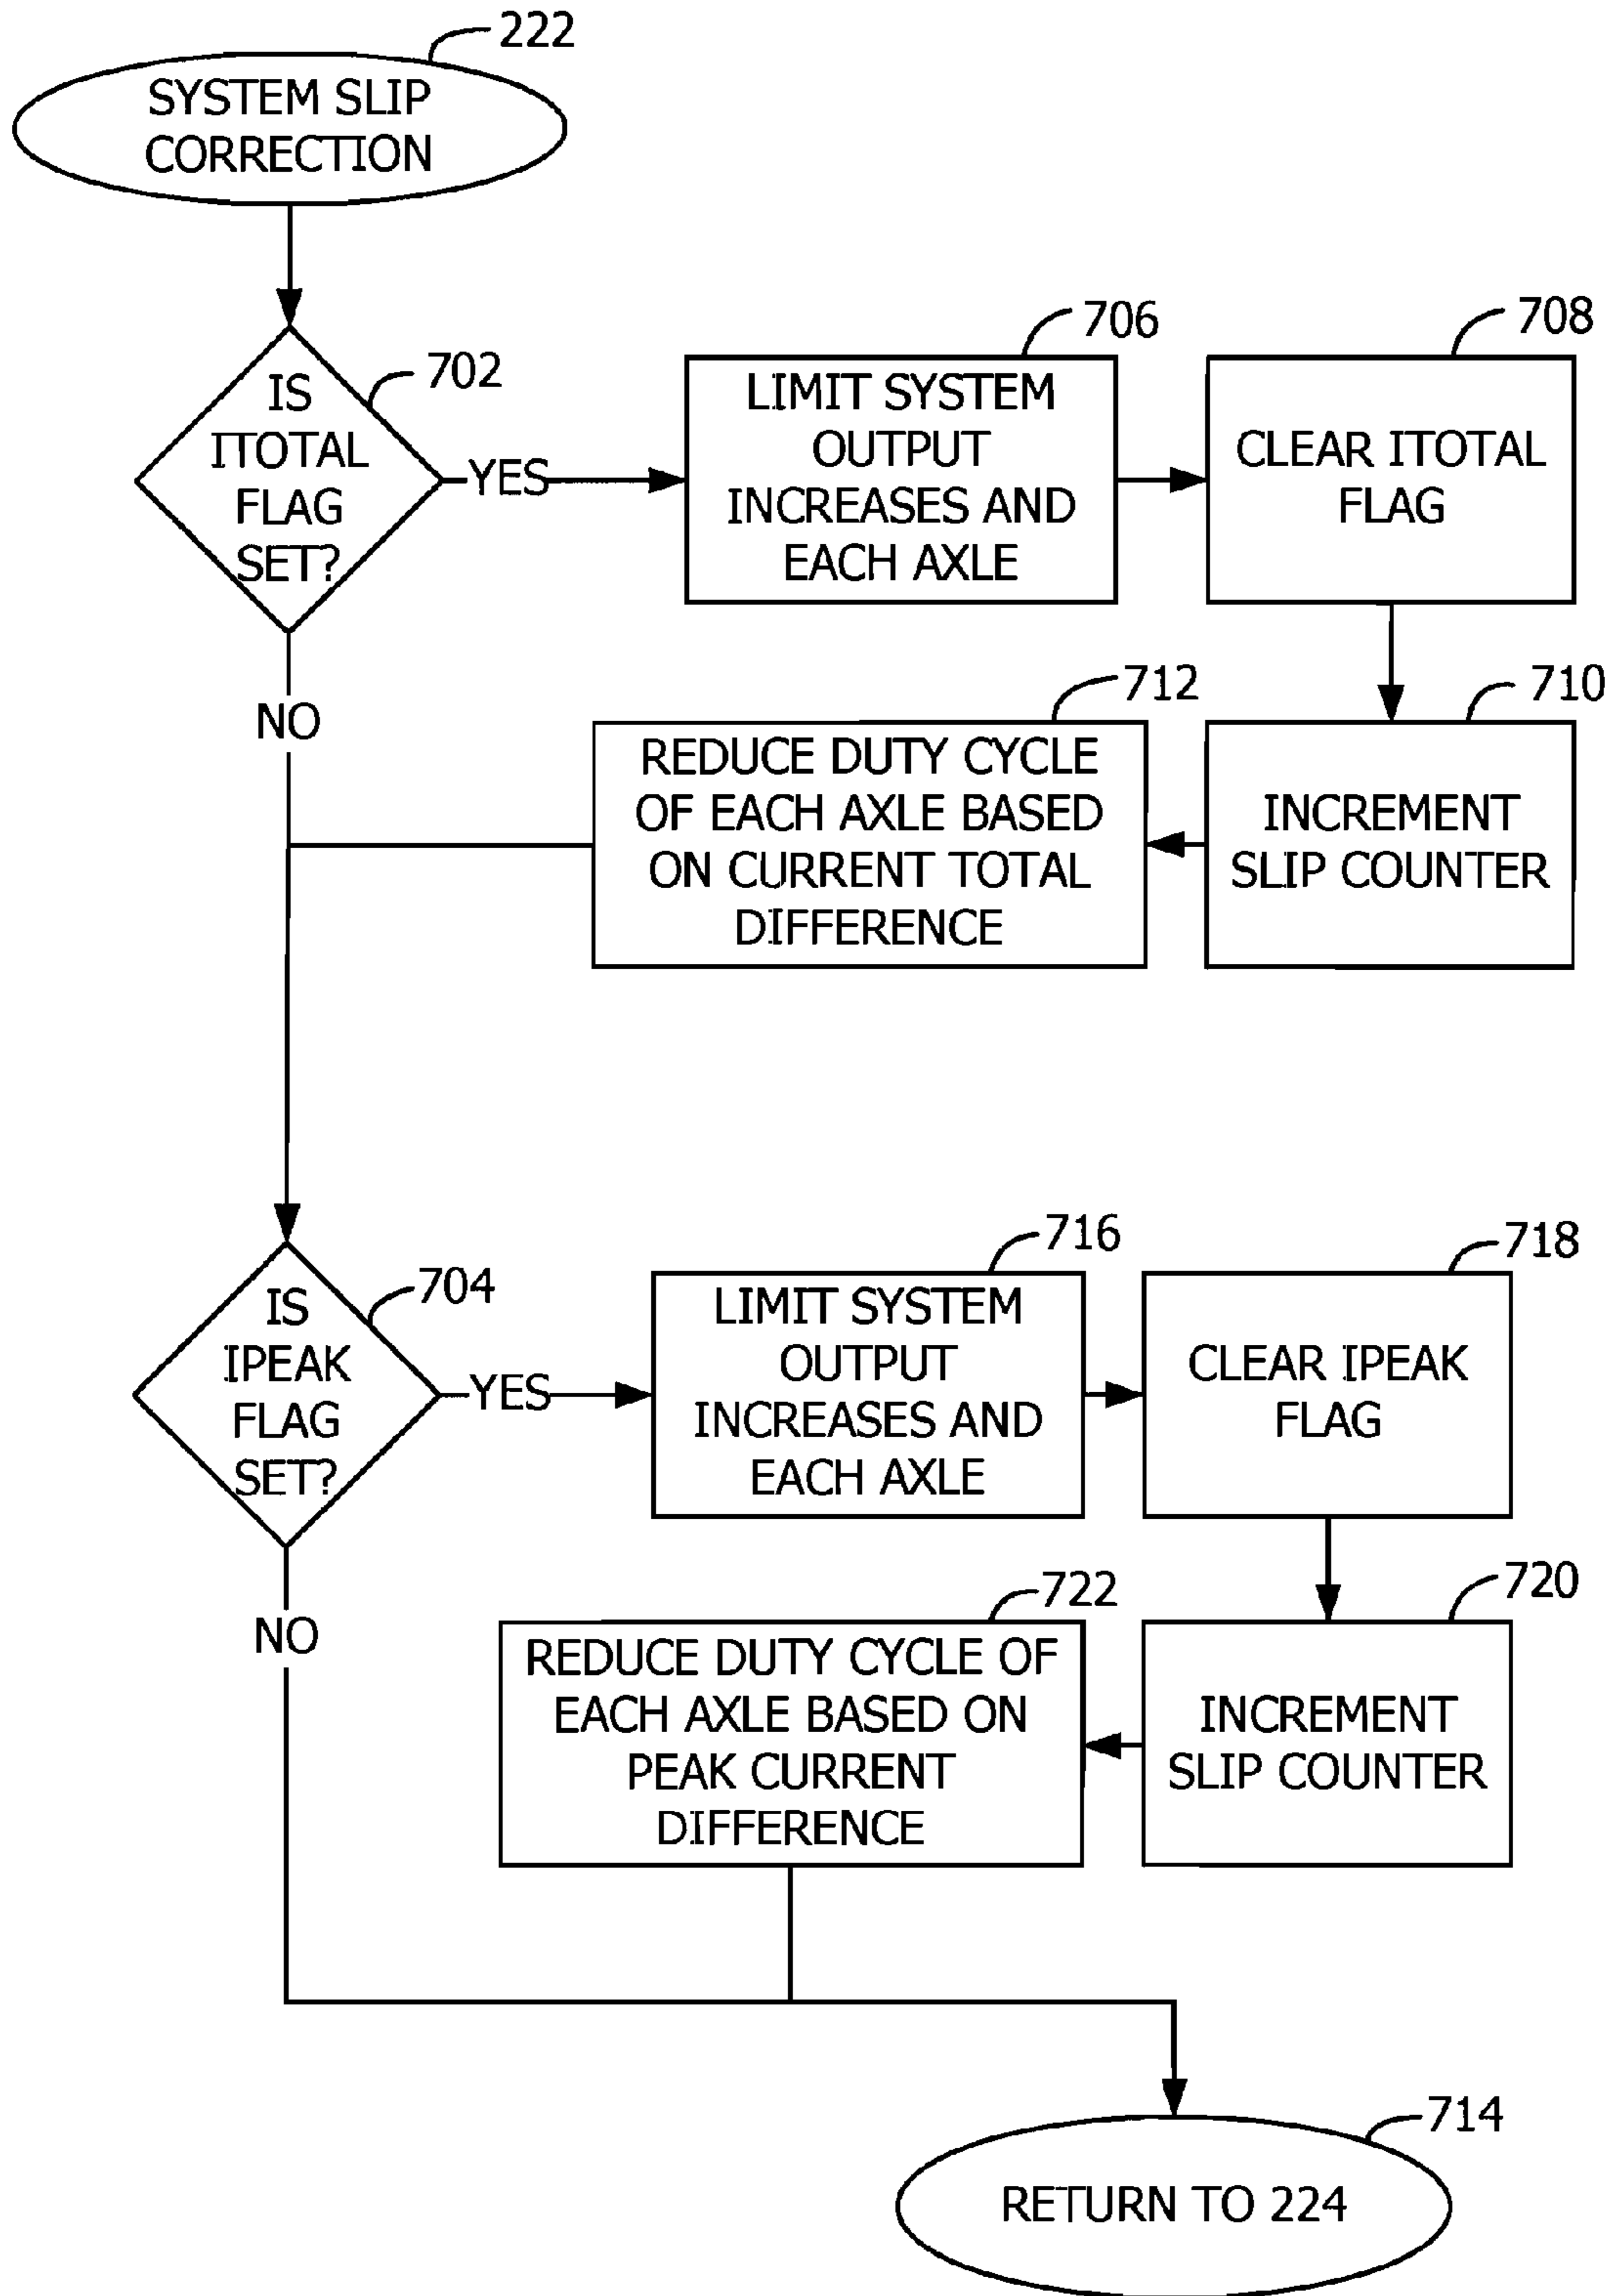 222
SYSTEM SLIP
CORRECTION
702
IS
ITOTAL
FLAG
SET?
YES
NO
706
LIMIT SYSTEM
OUTPUT
INCREASES AND
EACH AXLE
708
CLEAR ITOTAL
FLAG
712
REDUCE DUTY CYCLE
OF EACH AXLE BASED
ON CURRENT TOTAL
DIFFERENCE
710
INCREMENT
SLIP COUNTER
704
IS
IPEAK
FLAG
SET?
YES
NO
716
LIMIT SYSTEM
OUTPUT
INCREASES AND
EACH AXLE
718
CLEAR IPEAK
FLAG
722
REDUCE DUTY CYCLE OF
EACH AXLE BASED ON
PEAK CURRENT
DIFFERENCE
720
INCREMENT
SLIP COUNTER
714
RETURN TO 224